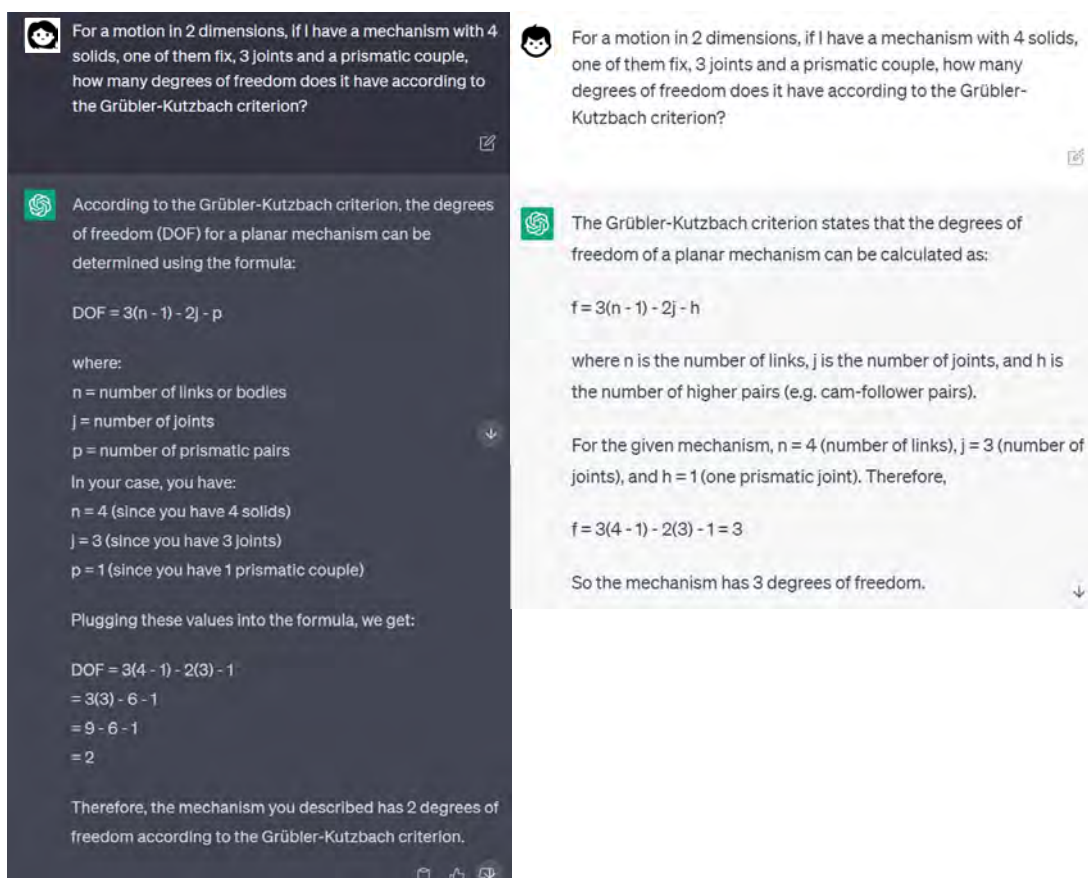 For a motion in 2 dimensions, if I have a mechanism with 4
solids, one of them fix, 3 joints and a prismatic couple,
how many degrees of freedom does it have according to
the Grübler-Kutzbach criterion?
According to the Grübler-Kutzbach criterion, the degrees
of freedom (DOF) for a planar mechanism can be
determined using the formula:
DOF = 3(n - 1) - 2j - p
where:
n = number of links or bodies
j = number of joints
p = number of prismatic pairs
In your case, you have:
n = 4 (since you have 4 solids)
j = 3 (since you have 3 joints)
p = 1 (since you have 1 prismatic couple)
Plugging these values into the formula, we get:
DOF = 3(4 - 1) - 2(3) - 1
= 3(3) - 6 - 1
= 9 - 6 - 1
= 2
Therefore, the mechanism you described has 2 degrees of
freedom according to the Grübler-Kutzbach criterion.
For a motion in 2 dimensions, if I have a mechanism with 4 solids,
one of them fix, 3 joints and a prismatic couple, how many
degrees of freedom does it have according to the Grübler-
Kutzbach criterion?
The Grübler-Kutzbach criterion states that the degrees of
freedom of a planar mechanism can be calculated as:
f = 3(n - 1) - 2j - h
where n is the number of links, j is the number of joints, and h is
the number of higher pairs (e.g. cam-follower pairs).
For the given mechanism, n = 4 (number of links), j = 3 (number of
joints), and h = 1 (one prismatic joint). Therefore,
f = 3(4 - 1) - 2(3) - 1 = 3
So the mechanism has 3 degrees of freedom.